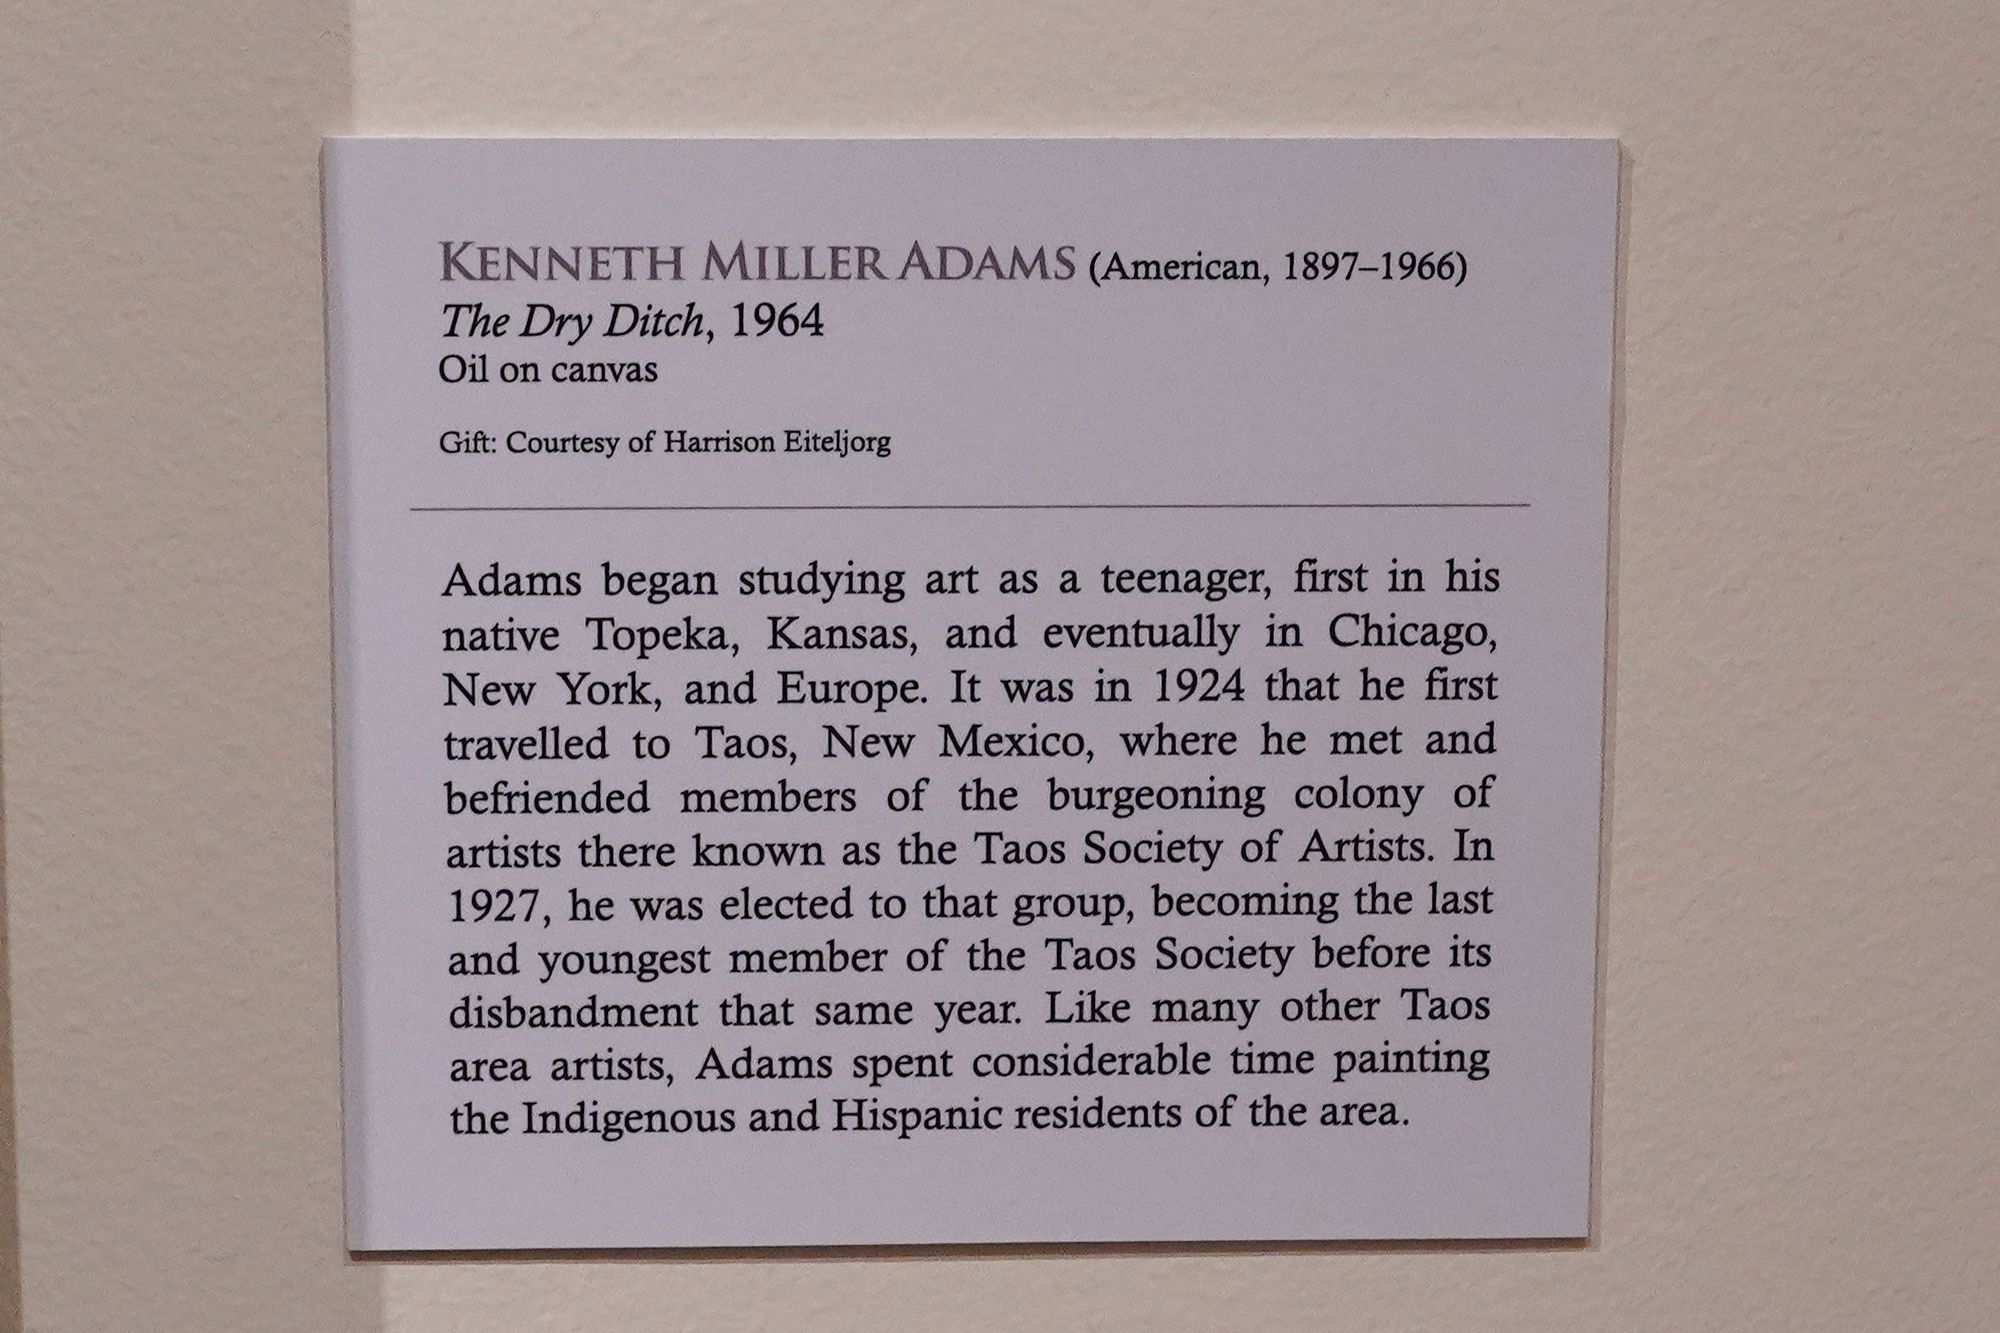 KENNETH MILLER ADAMS (American, 1897–1966)
The Dry Ditch, 1964
Oil on canvas
Gift: Courtesy of Harrison Eiteljorg
Adams began studying art as a teenager, first in his
native Topeka, Kansas, and eventually in Chicago,
New York, and Europe. It was in 1924 that he first
travelled to Taos, New Mexico, where he met and
befriended members of the burgeoning colony of
artists there known as the Taos Society of Artists. In
1927, he was elected to that group, becoming the last
and youngest member of the Taos Society before its
disbandment that same year. Like many other Taos
area artists, Adams spent considerable time painting
the Indigenous and Hispanic residents of the area.